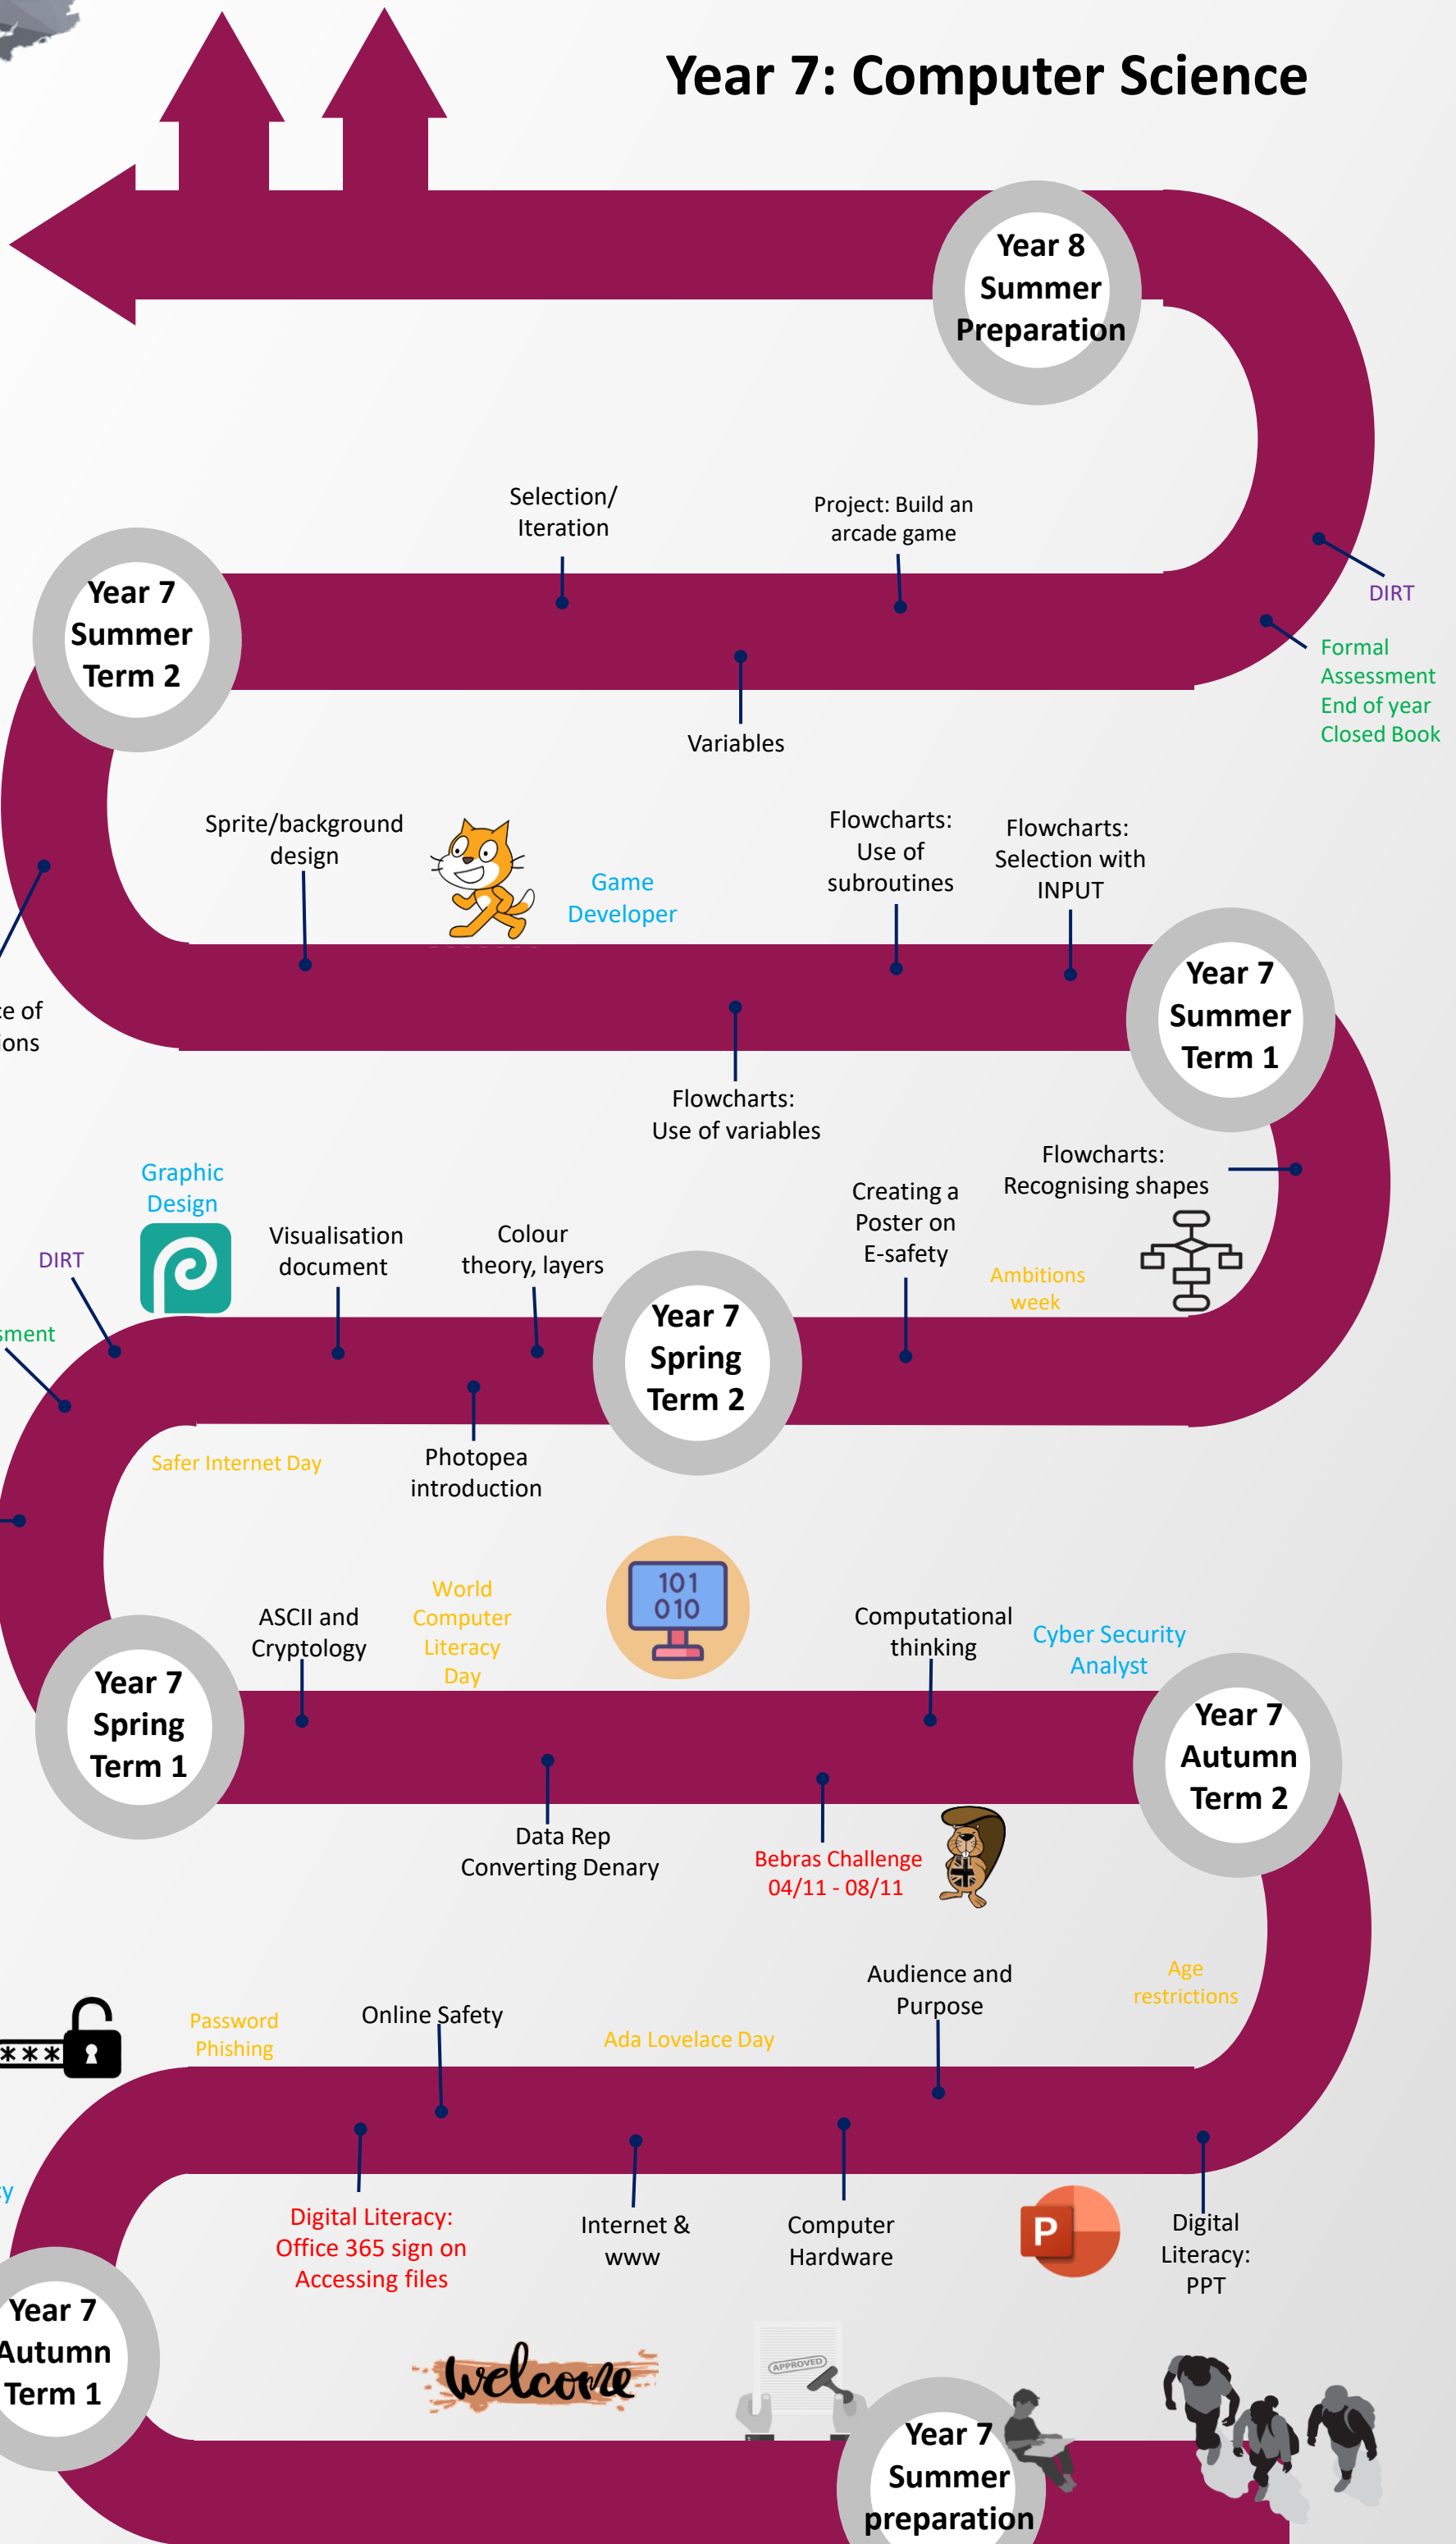 Year 7: Computer Science
Year 8
Summer
Preparation
Selection/
Iteration
Project: Build an
arcade game
DIRT
Year 7
Summer
Term 2
Formal
Assessment
End of year
Closed Book
Variables
Sprite/background
design
Game
Developer
Flowcharts:
Use of
subroutines
Flowcharts:
Selection with
INPUT
Year 7
Summer
Term 1
ce of
ions
Flowcharts:
Use of variables
Flowcharts:
Recognising shapes
Graphic
Design
DIRT
Visualisation
document
Colour
theory, layers
Creating a
Poster on
E-safety
Ambitions
week
sment
Year 7
Spring
Term 2
Safer Internet Day
Photopea
introduction
101
010
ASCII and
Cryptology
World
Computer
Literacy
Day
Computational
thinking
Cyber Security
Analyst
Year 7
Spring
Term 1
Year 7
Autumn
Term 2
Data Rep
Converting Denary
Bebras Challenge
04/11 - 08/11
Audience and
Purpose
Age
restrictions
Password
Phishing
Online Safety
Ada Lovelace Day
***
cy
Digital Literacy:
Office 365 sign on
Accessing files
Internet &
www
Computer
Hardware
P
Digital
Literacy:
PPT
Year 7
Autumn
Term 1
welcome
APPROVED
Year 7
Summer
preparation